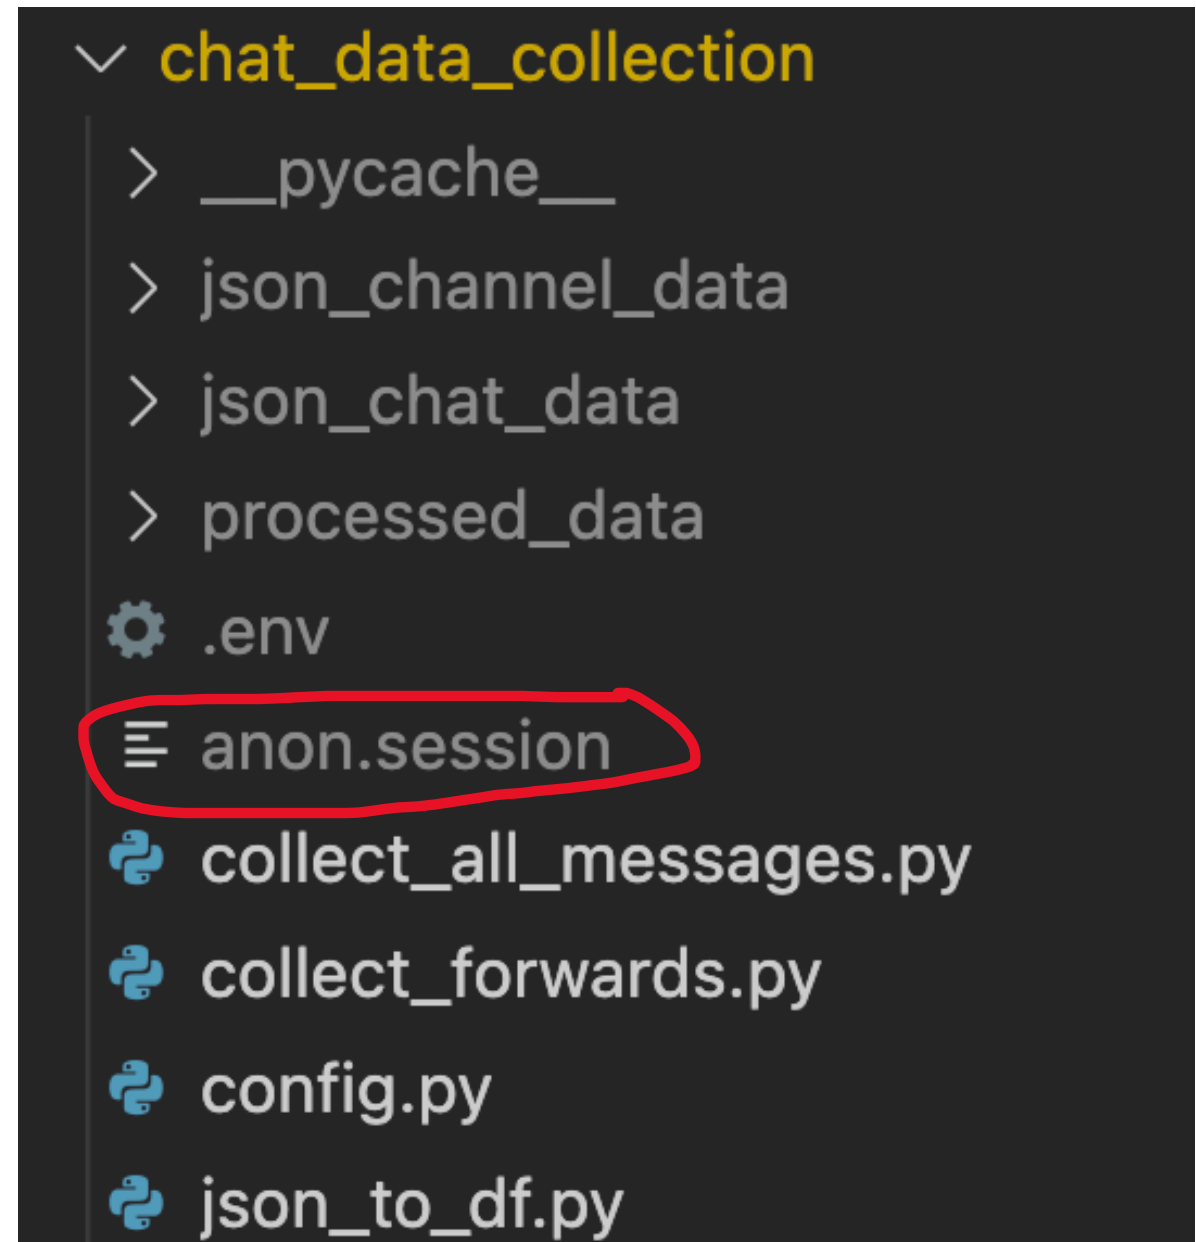 chat_data_collection
__pycache__
json_channel_data
json_chat_data
processed_data
.env
anon.session
collect_all_messages.py
collect_forwards.py
config.py
json_to_df.py